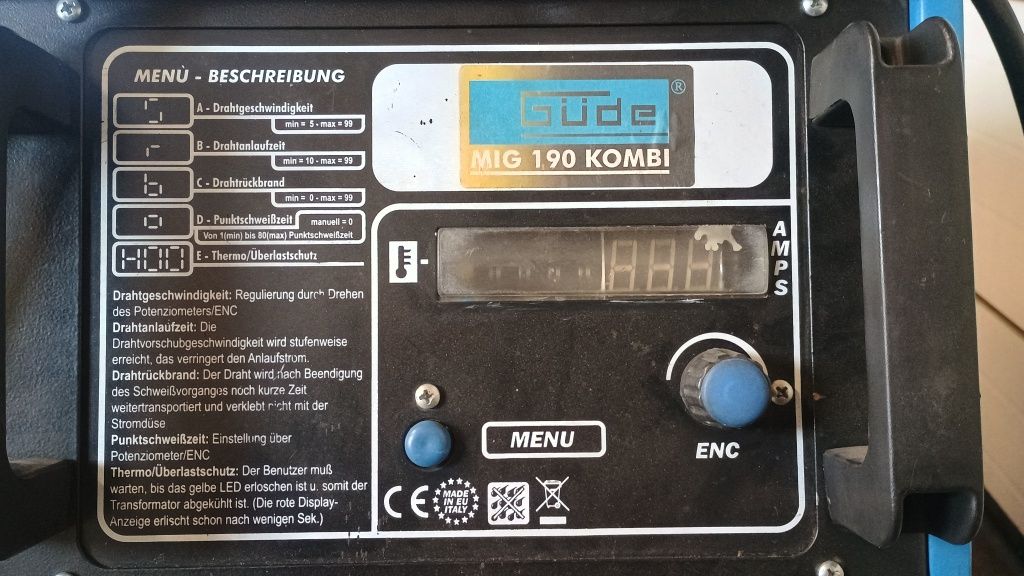 MENÙ - BESCHREIBUNG
A - Drahtgeschwindigkeit
min = 5 - max = 99
B - Drahtanlaufzeit
min = 10 - max = 99
C - Drahtrückbrand
min = 0 - max = 99
D - Punktschweißzeit
manuell = 0
Von 1(min) bis 80(max) Punktschweißzeit
H00
E - Thermo/Überlastschutz
Drahtgeschwindigkeit: Regulierung durch Drehen
des Potenziometers/ENC
Drahtanlaufzeit: Die
Drahtvorschubgeschwindigkeit wird stufenweise
erreicht, das verringert den Anlaufstrom.
Drahtrückbrand: Der Draht wird nach Beendigung
des Schweißvorganges noch kurze Zeit
weitertransportiert und verklebt nicht mit der
Stromdüse
Punktschweißzeit: Einstellung über
Potenziometer/ENC
Thermo/Überlastschutz: Der Benutzer muß
warten, bis das gelbe LED erloschen ist u. somit der
Transformator abgekühlt ist. (Die rote Display-
Anzeige erlischt schon nach wenigen Sek.)
Güde®
MIG 190 KOMBI
AMPS
MENU
ENC
CE
MADE
IN EU
ITALY